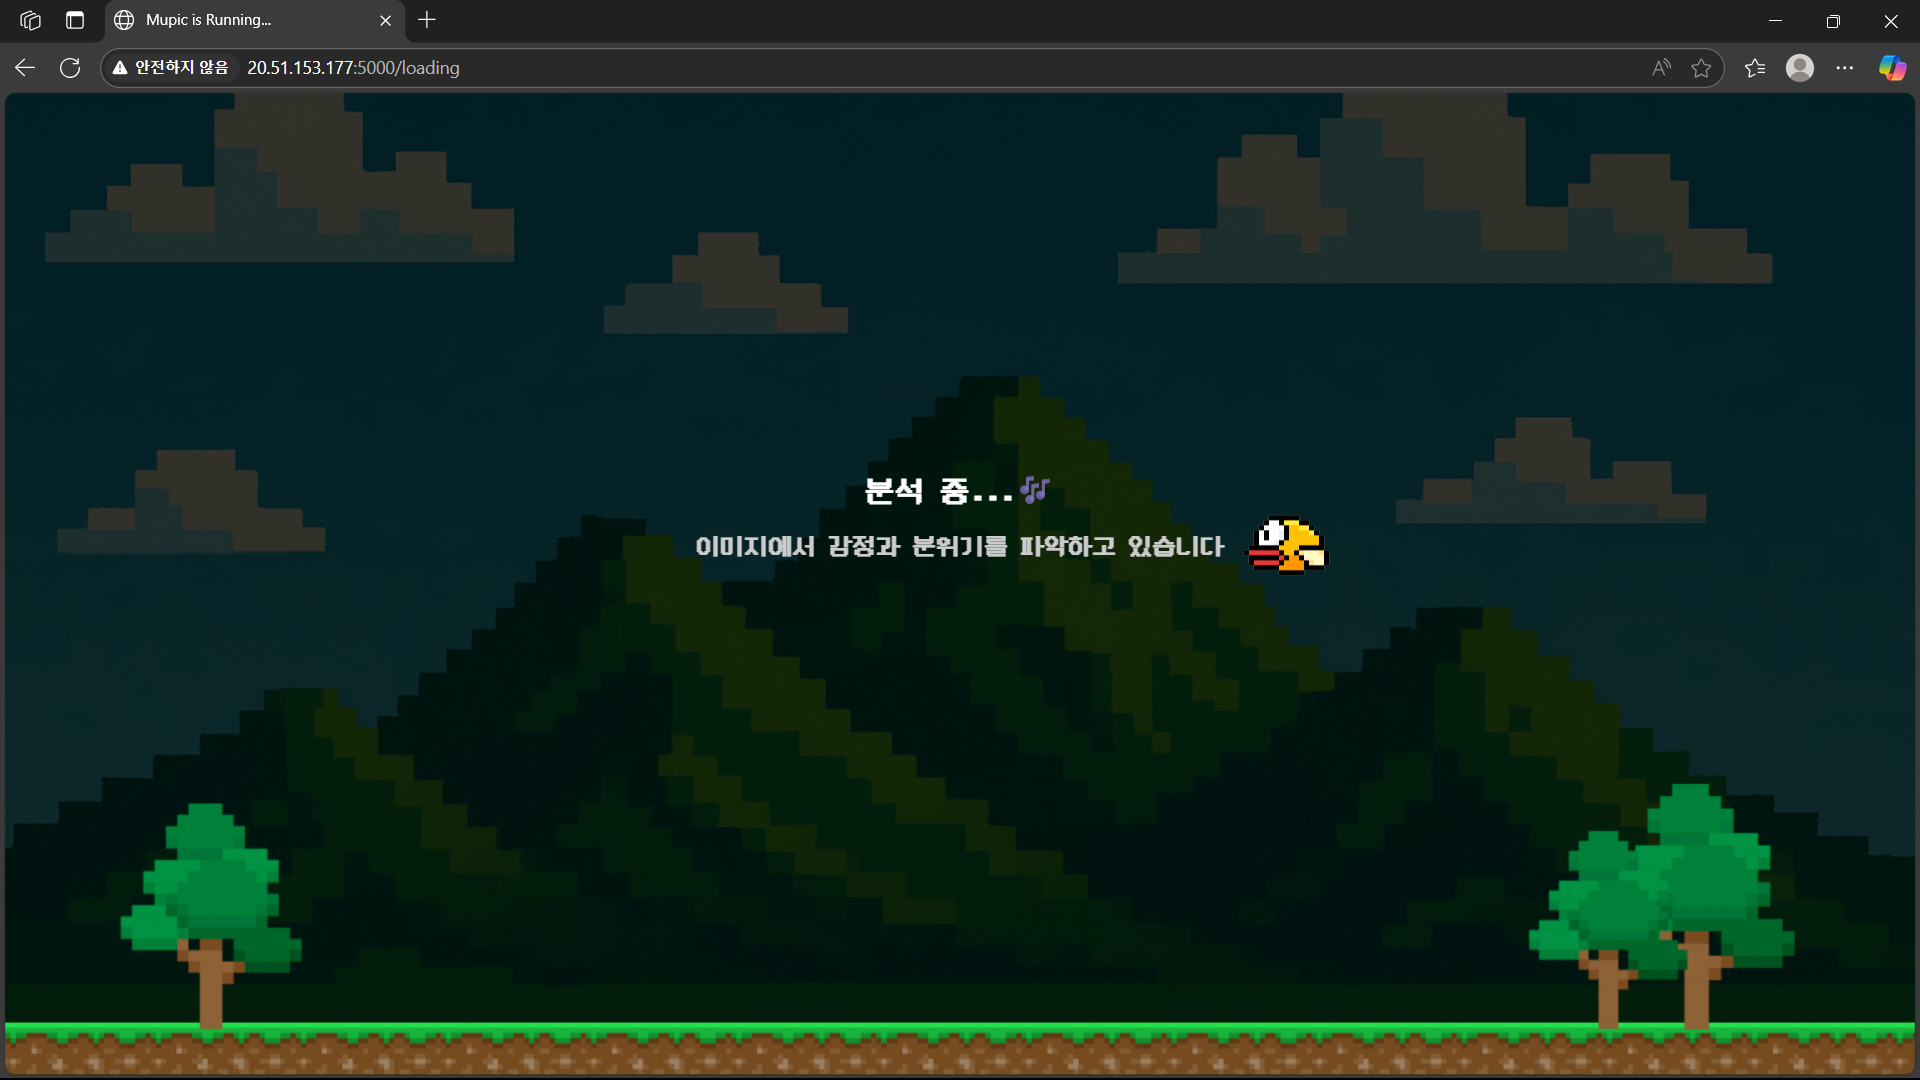 Mupic is Running...
안전하지 않음 20.51.153.177:5000/loading
분석 중...🎶
이미지에서 감정과 분위기를 파악하고 있습니다